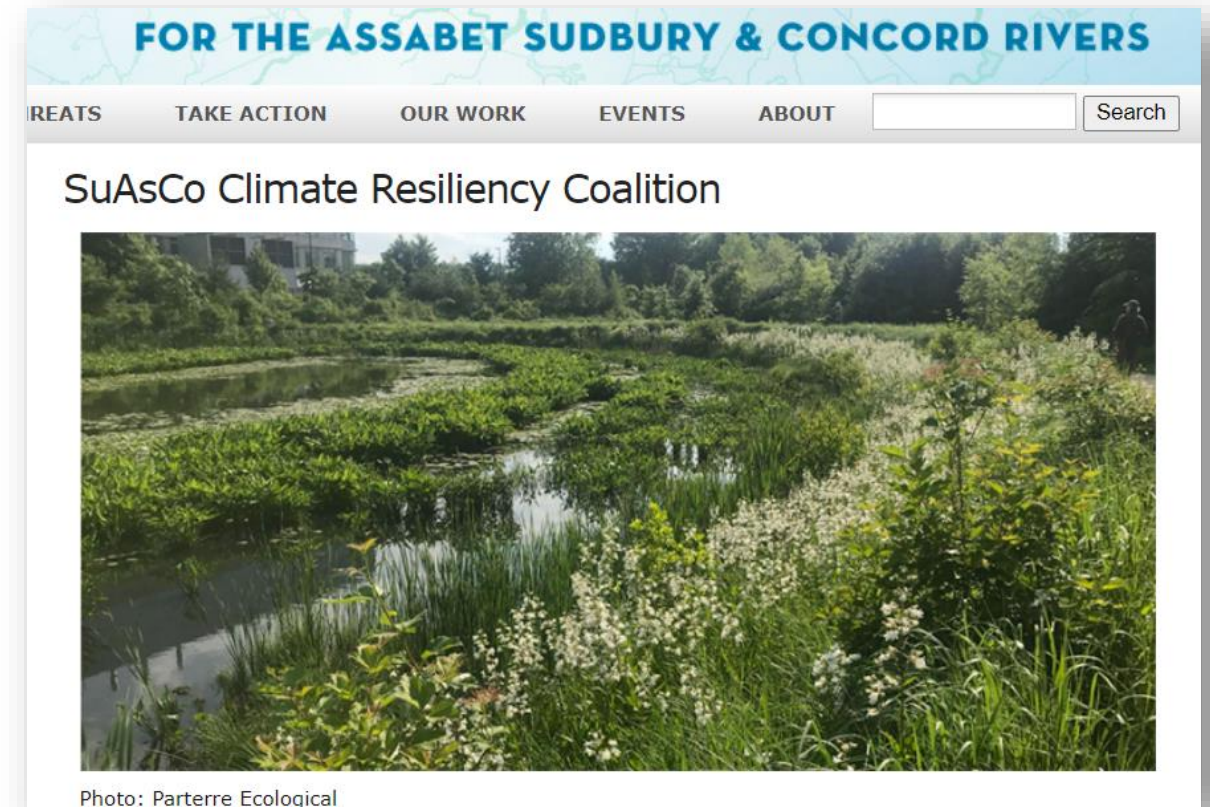 FOR THE ASSABET SUDBURY & CONCORD RIVERS
REATS TAKE ACTION OUR WORK EVENTS ABOUT Search
SuAsCo Climate Resiliency Coalition
Photo: Parterre Ecological